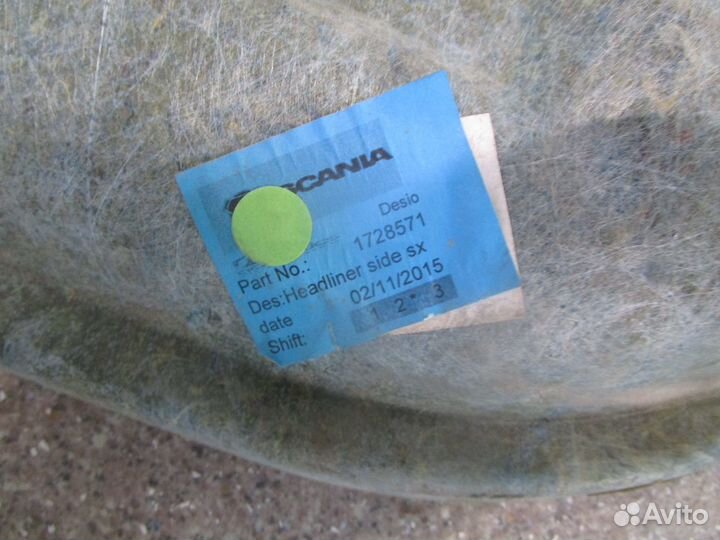 SCANIA
Desio
Part No.: 1728571
Des:Headliner side sx
date 02/11/2015
Shift: 1 2* 3
Avito